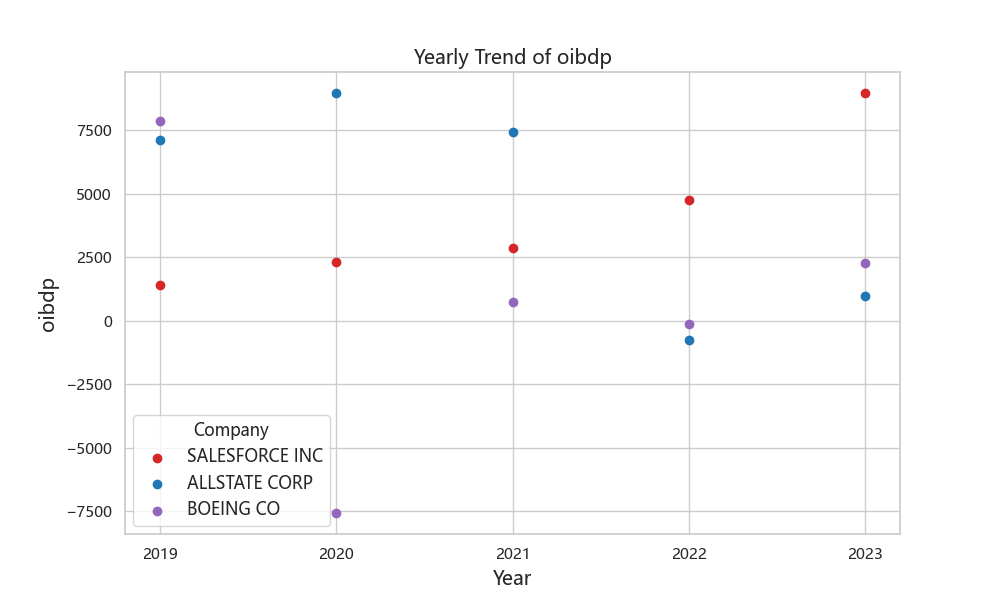 Yearly Trend of oibdp
oibdp
7500
5000
2500
0
−2500
−5000
−7500
Company
SALESFORCE INC
ALLSTATE CORP
BOEING CO
2019
2020
2021
2022
2023
Year